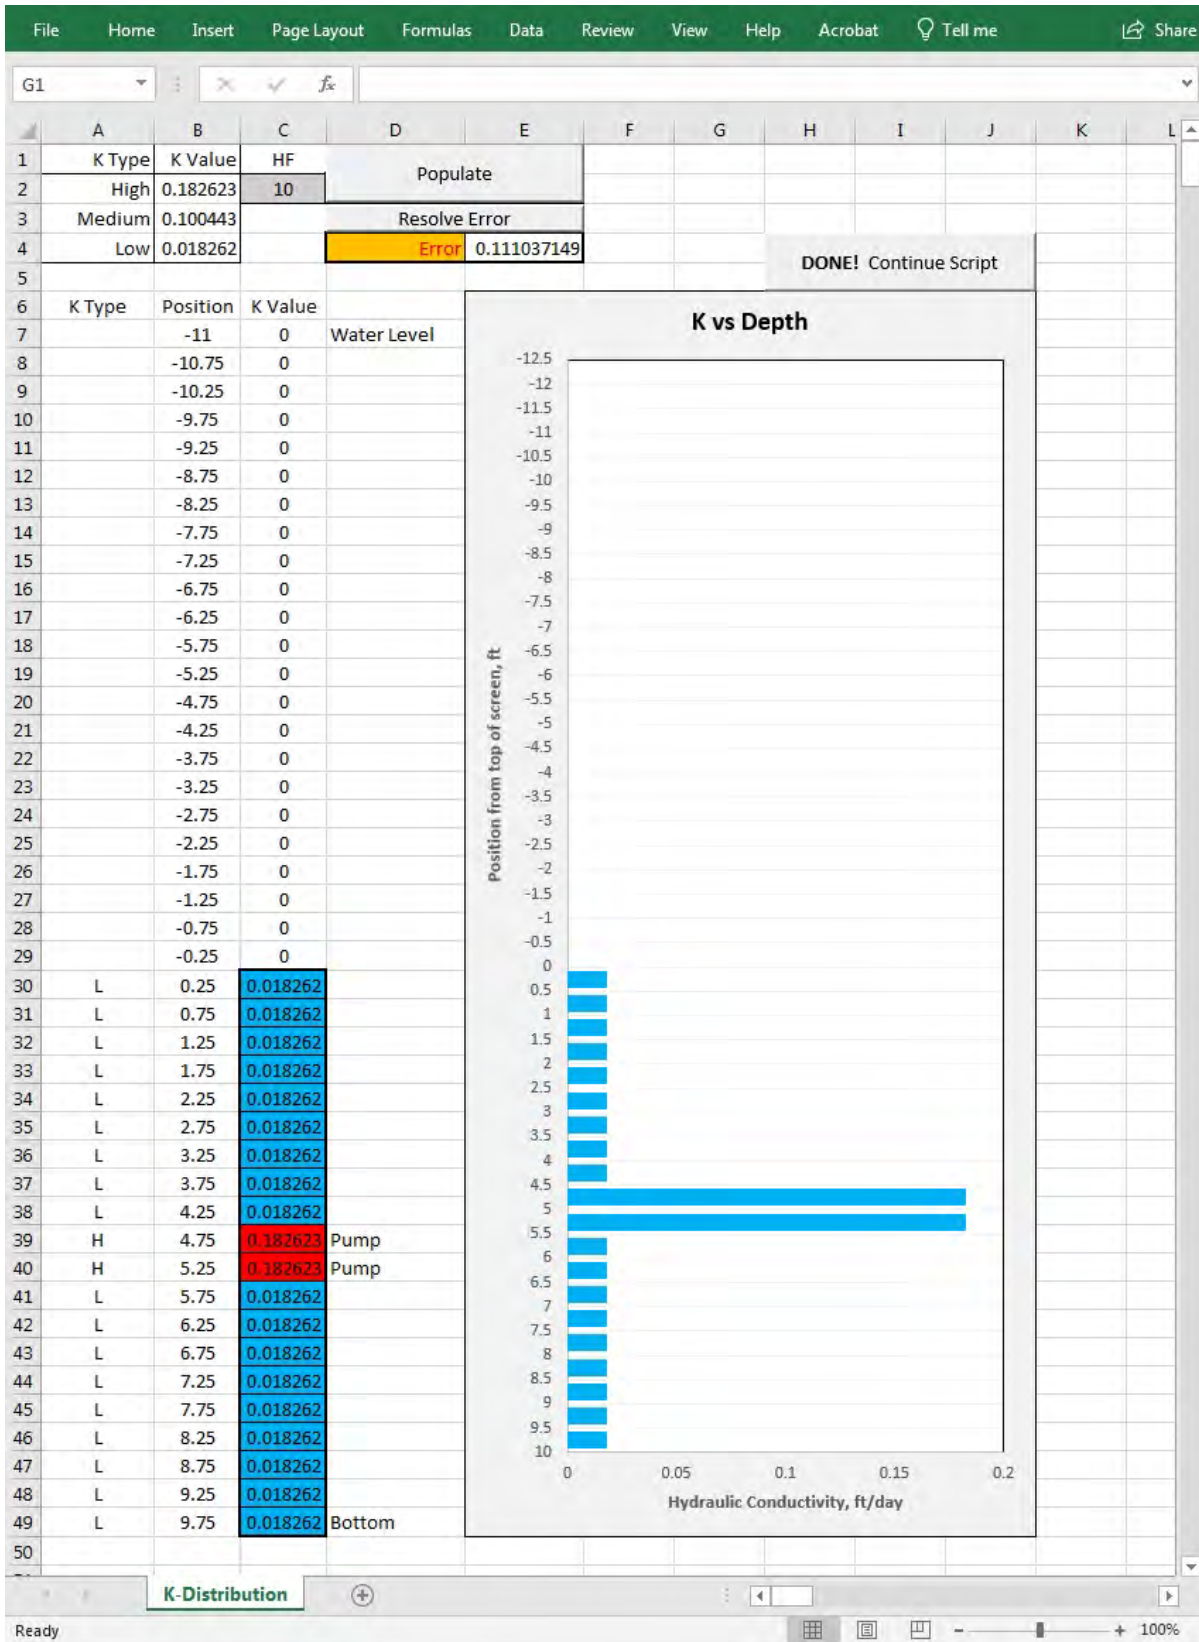 File Home Insert Page Layout Formulas Data Review View Help Acrobat Tell me Share
G1 fx
A B C D E F G H I J K L
1 K Type K Value HF Populate
2 High 0.182623 10
3 Medium 0.100443 Resolve Error
4 Low 0.018262 Error 0.111037149
DONE! Continue Script
5
6 K Type Position K Value
7 -11 0 Water Level
8 -10.75 0
9 -10.25 0
10 -9.75 0
11 -9.25 0
12 -8.75 0
13 -8.25 0
14 -7.75 0
15 -7.25 0
16 -6.75 0
17 -6.25 0
18 -5.75 0
19 -5.25 0
20 -4.75 0
21 -4.25 0
22 -3.75 0
23 -3.25 0
24 -2.75 0
25 -2.25 0
26 -1.75 0
27 -1.25 0
28 -0.75 0
29 -0.25 0
30 L 0.25 0.018262
31 L 0.75 0.018262
32 L 1.25 0.018262
33 L 1.75 0.018262
34 L 2.25 0.018262
35 L 2.75 0.018262
36 L 3.25 0.018262
37 L 3.75 0.018262
38 L 4.25 0.018262
39 H 4.75 0.182623 Pump
40 H 5.25 0.182623 Pump
41 L 5.75 0.018262
42 L 6.25 0.018262
43 L 6.75 0.018262
44 L 7.25 0.018262
45 L 7.75 0.018262
46 L 8.25 0.018262
47 L 8.75 0.018262
48 L 9.25 0.018262
49 L 9.75 0.018262 Bottom
50
K vs Depth
Position from top of screen, ft
-12.5
-12
-11.5
-11
-10.5
-10
-9.5
-9
-8.5
-8
-7.5
-7
-6.5
-6
-5.5
-5
-4.5
-4
-3.5
-3
-2.5
-2
-1.5
-1
-0.5
0
0.5
1
1.5
2
2.5
3
3.5
4
4.5
5
5.5
6
6.5
7
7.5
8
8.5
9
9.5
10
0 0.05 0.1 0.15 0.2
Hydraulic Conductivity, ft/day
K-Distribution
Ready 100%